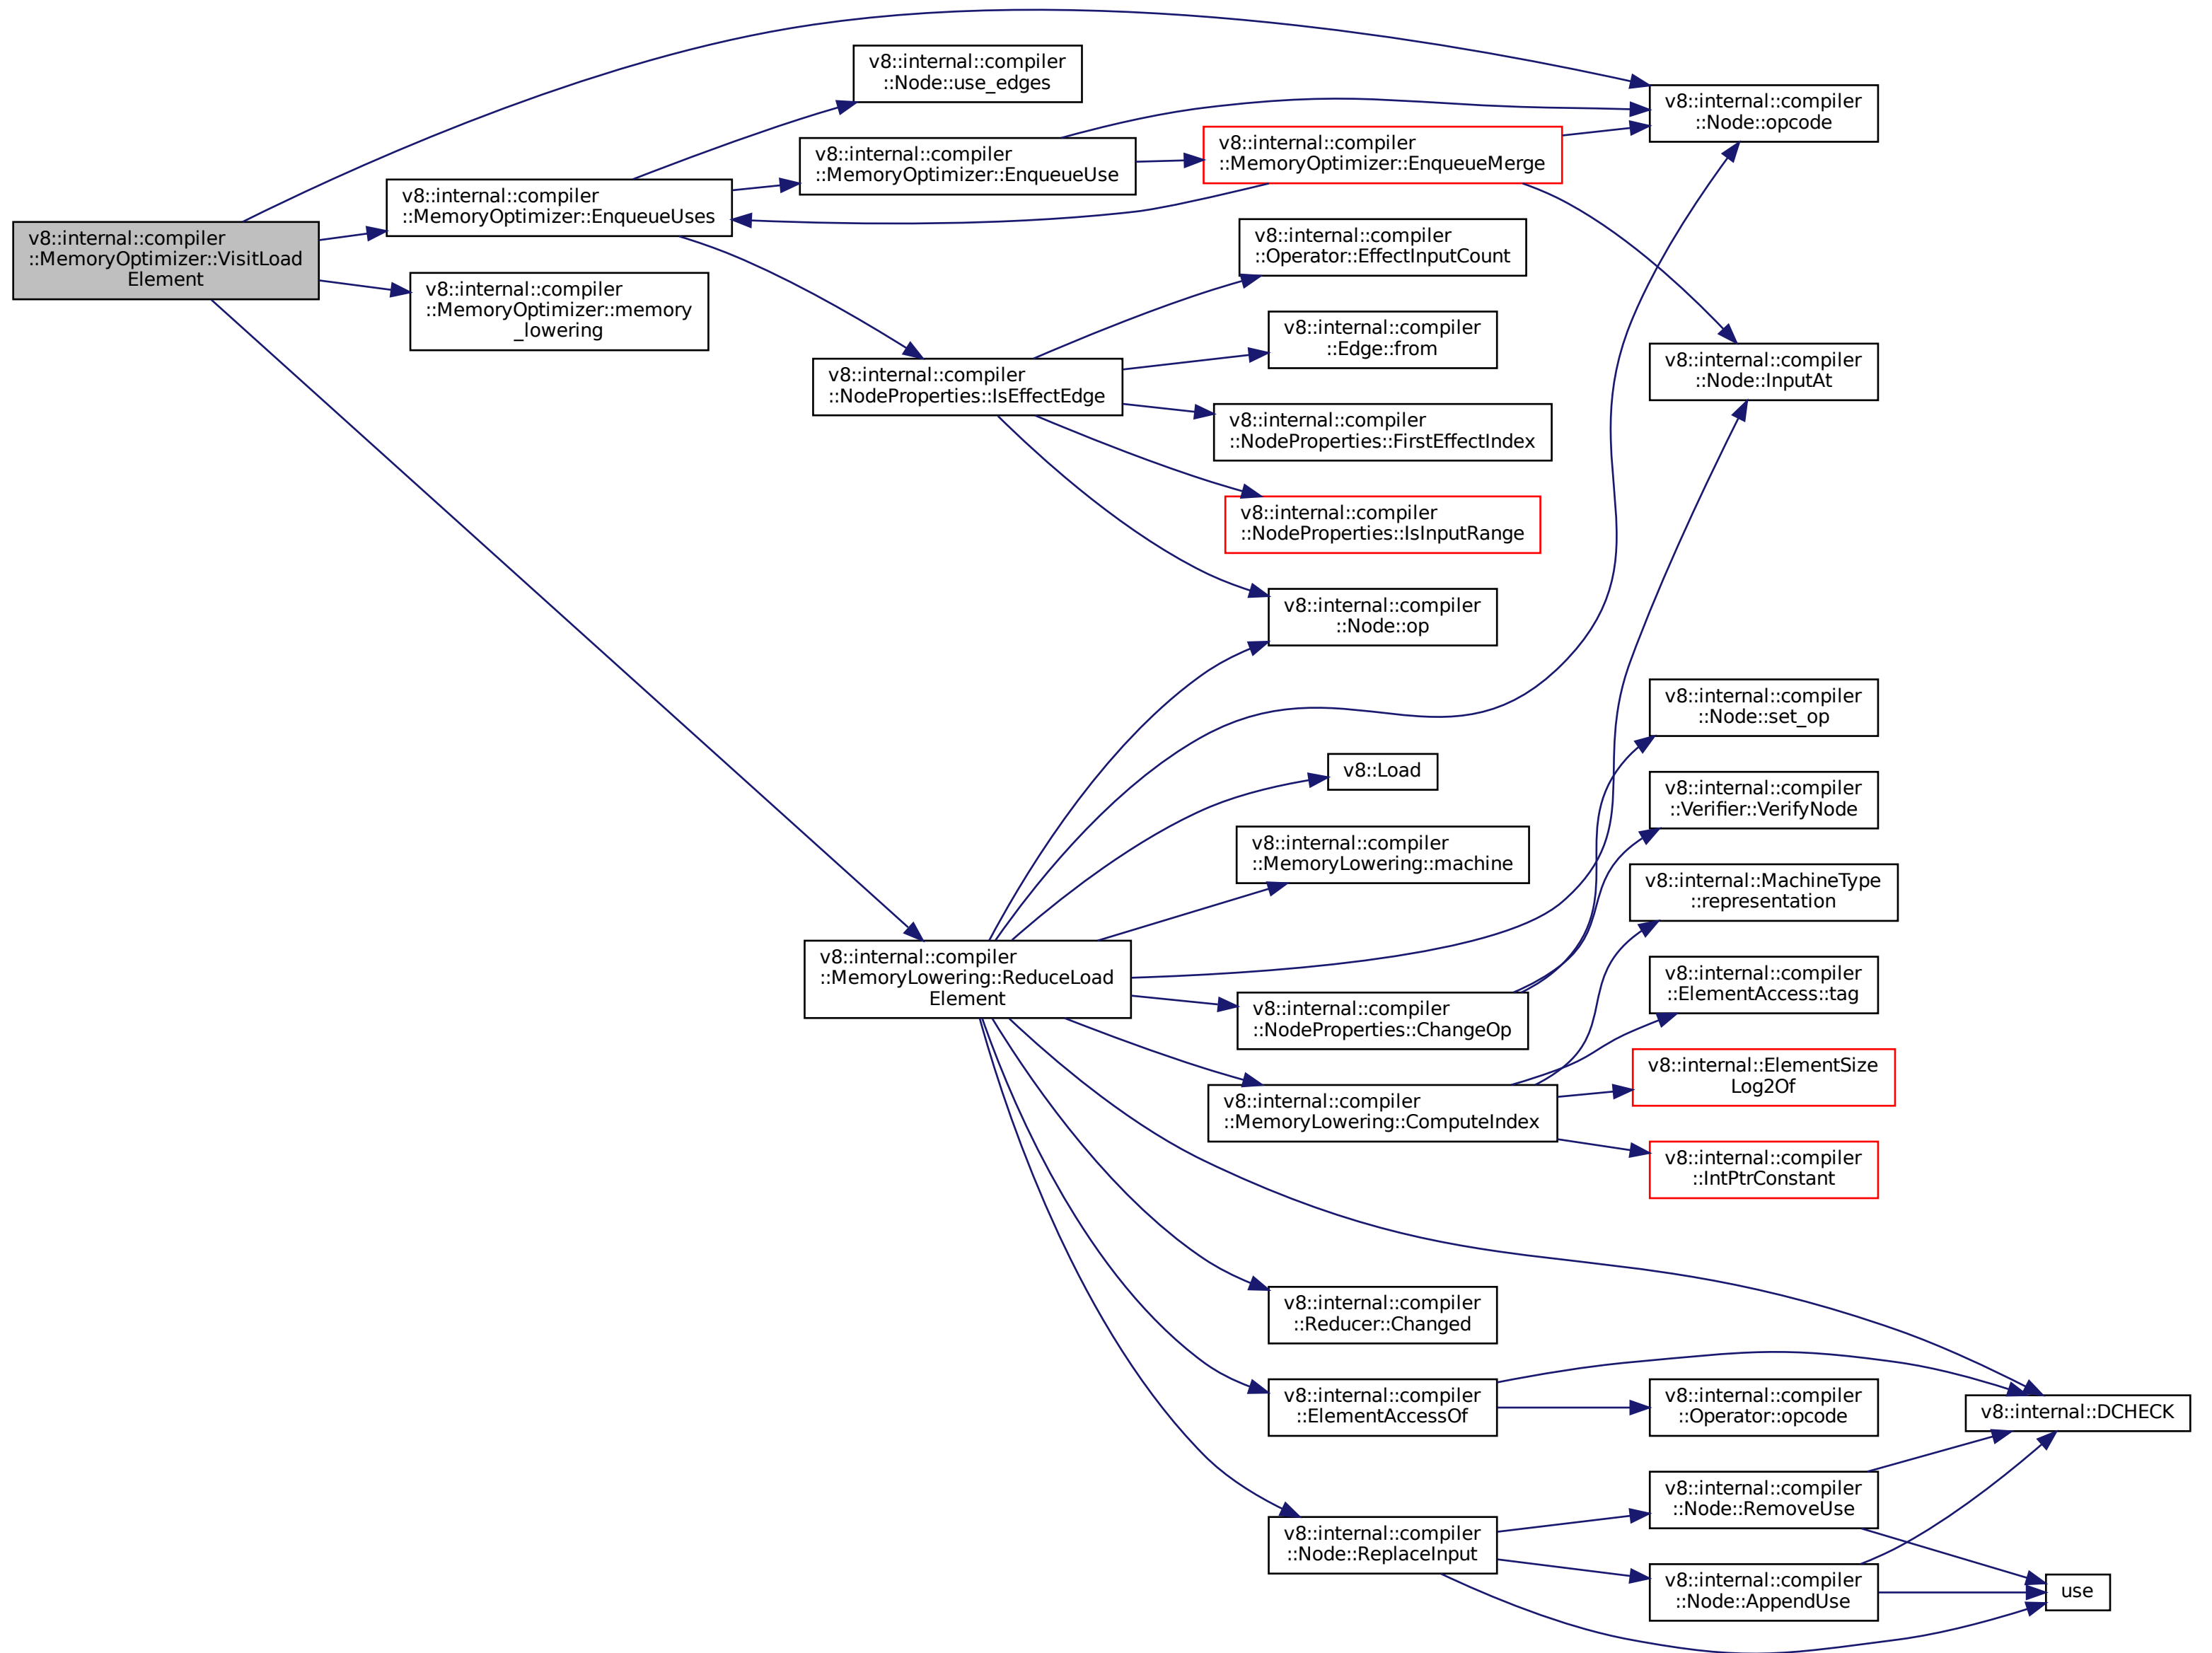 v8::internal::compiler
::MemoryOptimizer::VisitLoad
Element
v8::internal::compiler
::MemoryOptimizer::EnqueueUses
v8::internal::compiler
::MemoryOptimizer::memory
_lowering
v8::internal::compiler
::Node::use_edges
v8::internal::compiler
::MemoryOptimizer::EnqueueUse
v8::internal::compiler
::MemoryOptimizer::EnqueueMerge
v8::internal::compiler
::Node::opcode
v8::internal::compiler
::Operator::EffectInputCount
v8::internal::compiler
::Edge::from
v8::internal::compiler
::NodeProperties::IsEffectEdge
v8::internal::compiler
::NodeProperties::FirstEffectIndex
v8::internal::compiler
::NodeProperties::IsInputRange
v8::internal::compiler
::Node::op
v8::internal::compiler
::Node::InputAt
v8::internal::compiler
::Node::set_op
v8::Load
v8::internal::compiler
::Verifier::VerifyNode
v8::internal::compiler
::MemoryLowering::machine
v8::internal::MachineType
::representation
v8::internal::compiler
::MemoryLowering::ReduceLoad
Element
v8::internal::compiler
::NodeProperties::ChangeOp
v8::internal::compiler
::ElementAccess::tag
v8::internal::ElementSize
Log2Of
v8::internal::compiler
::MemoryLowering::ComputeIndex
v8::internal::compiler
::IntPtrConstant
v8::internal::compiler
::Reducer::Changed
v8::internal::compiler
::ElementAccessOf
v8::internal::compiler
::Operator::opcode
v8::internal::DCHECK
v8::internal::compiler
::Node::RemoveUse
v8::internal::compiler
::Node::ReplaceInput
v8::internal::compiler
::Node::AppendUse
use